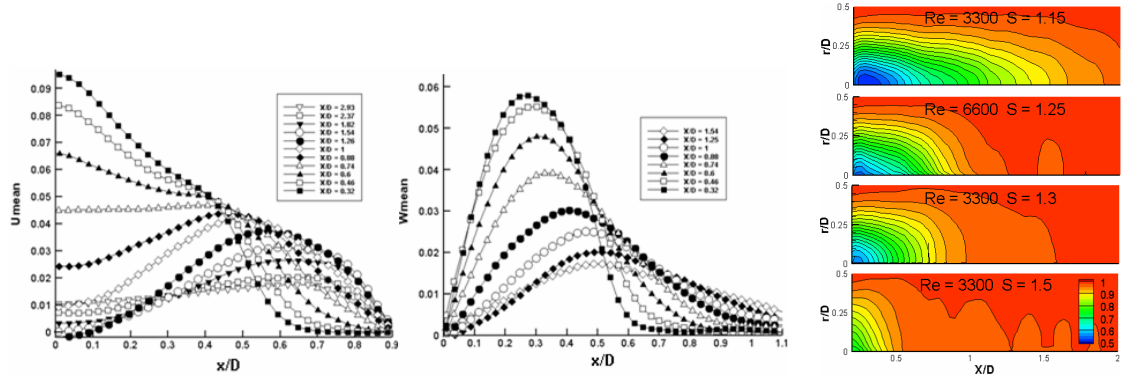 Umean
0.09
0.08
0.07
0.06
0.05
0.04
0.03
0.02
0.01
0
X/D = 2.93
X/D = 2.37
X/D = 1.82
X/D = 1.54
X/D = 1.26
X/D = 1
X/D = 0.88
X/D = 0.74
X/D = 0.6
X/D = 0.46
X/D = 0.32
0 0.1 0.2 0.3 0.4 0.5 0.6 0.7 0.8 0.9
x/D
Wmean
0.06
0.05
0.04
0.03
0.02
0.01
0
X/D = 1.54
X/D = 1.25
X/D = 1
X/D = 0.88
X/D = 0.74
X/D = 0.6
X/D = 0.46
X/D = 0.32
0 0.1 0.2 0.3 0.4 0.5 0.6 0.7 0.8 0.9 1 1.1
x/D
Re = 3300 S = 1.15
r/D
0.5
0.25
0
Re = 6600 S = 1.25
r/D
0.5
0.25
0
Re = 3300 S = 1.3
r/D
0.5
0.25
0
Re = 3300 S = 1.5
r/D
0.5
0.25
0
1
0.9
0.8
0.7
0.6
0.5
0.5 1 1.5 2
X/D